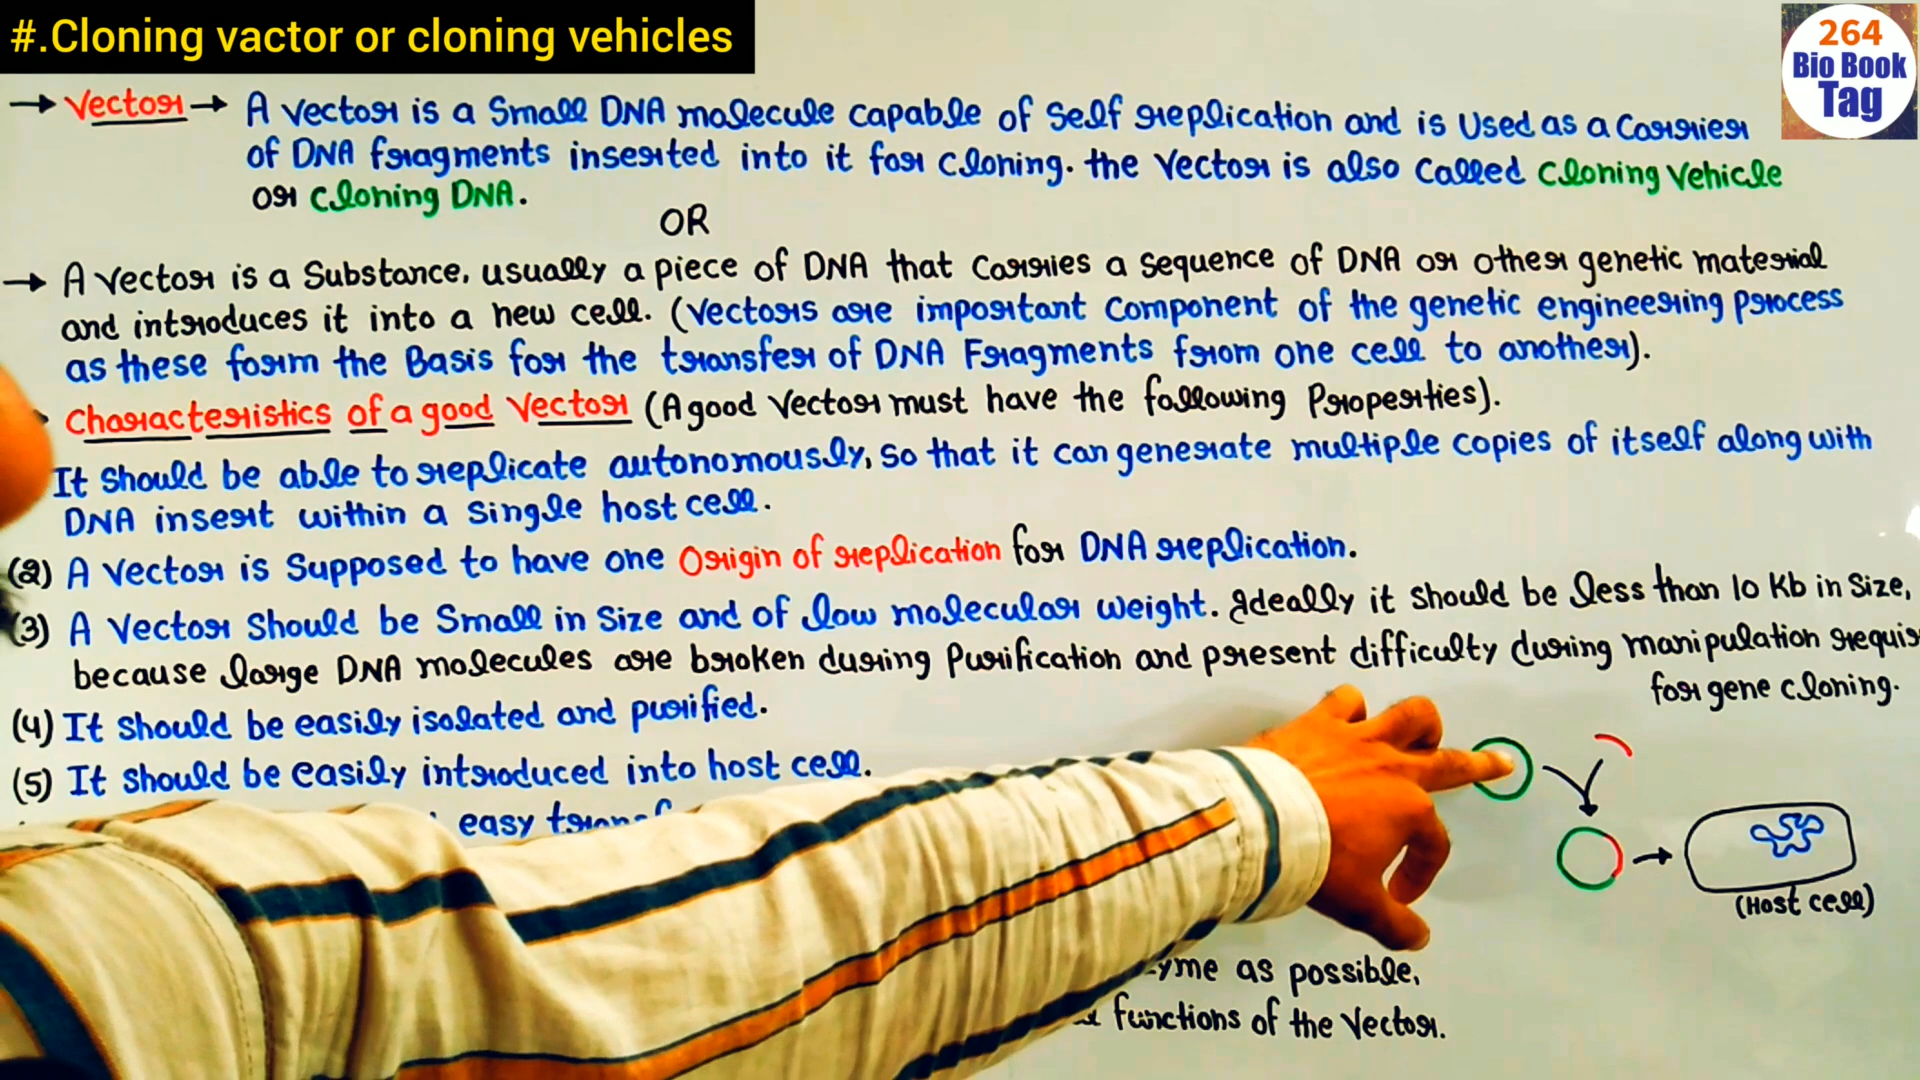 #.Cloning vactor or cloning vehicles
264
Bio Book
Tag
→ Vector → A vector is a Small DNA molecule capable of Self replication and is Used as a Carrier
of DNA fragments inserted into it for Cloning. the Vector is also Called Cloning Vehicle
or Cloning DNA.
OR
→ A vector is a Substance, usually a piece of DNA that Carries a Sequence of DNA or other genetic material
and introduces it into a new cell. (Vectors are important Component of the genetic engineering Process
as these form the Basis for the transfer of DNA Fragments from one cell to another).
Characteristics of a good Vector (A good Vector must have the following Properties).
It Should be able to replicate autonomously, So that it can generate multiple Copies of itself along with
DNA insert within a Single host cell.
(2) A Vector is Supposed to have one Origin of replication for DNA replication.
(3) A Vector Should be Small in Size and of low molecular weight. Ideally it Should be less than 10 Kb in Size,
because large DNA molecules are broken during Purification and present difficulty during manipulation
for gene cloning.
(4) It Should be easily isolated and purified.
(5) It Should be easily introduced into host cell.
easy
(Host cell)
as possible,
functions of the Vector.